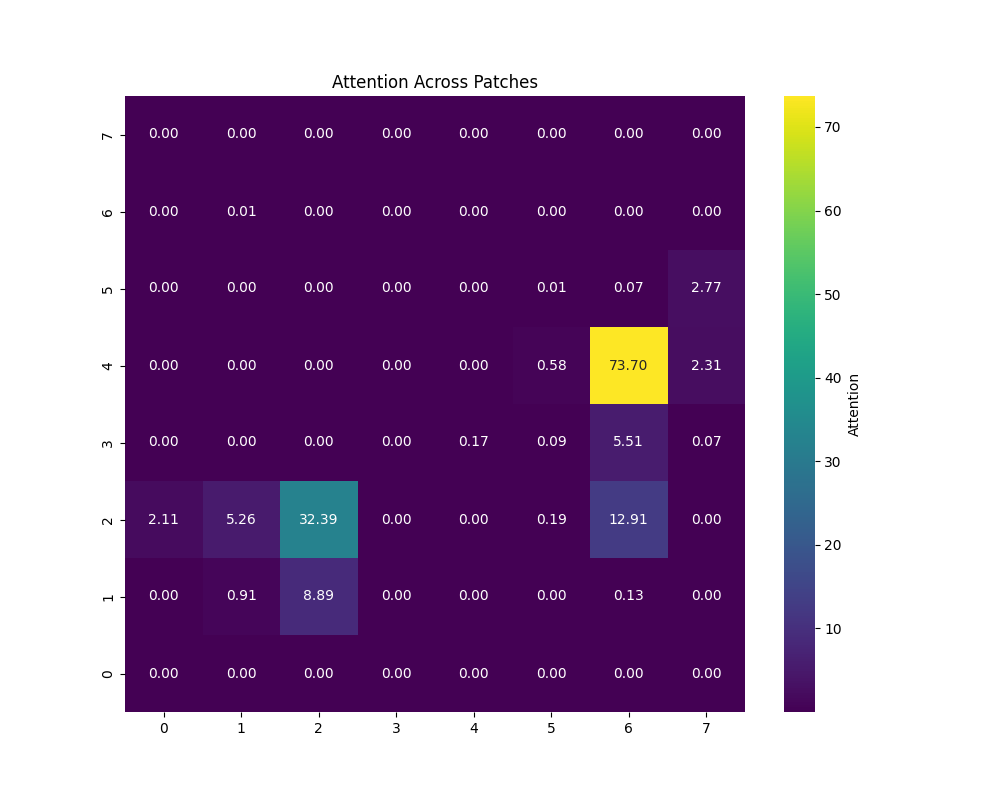 Attention Across Patches
7 0.00 0.00 0.00 0.00 0.00 0.00 0.00 0.00
6 0.00 0.01 0.00 0.00 0.00 0.00 0.00 0.00
5 0.00 0.00 0.00 0.00 0.00 0.01 0.07 2.77
4 0.00 0.00 0.00 0.00 0.00 0.58 73.70 2.31
3 0.00 0.00 0.00 0.00 0.17 0.09 5.51 0.07
2 2.11 5.26 32.39 0.00 0.00 0.19 12.91 0.00
1 0.00 0.91 8.89 0.00 0.00 0.00 0.13 0.00
0 0.00 0.00 0.00 0.00 0.00 0.00 0.00 0.00
0 1 2 3 4 5 6 7
70
60
50
40
30
20
10
Attention